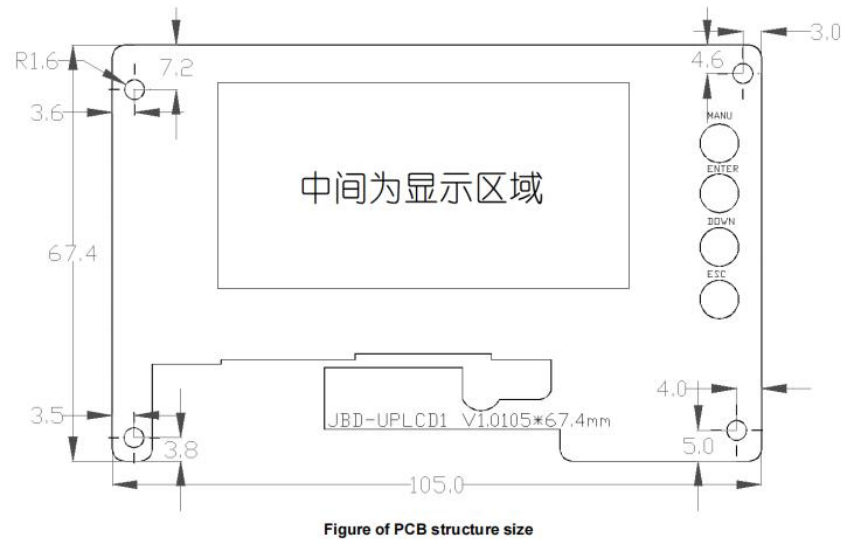 3.0
R1.6
7.2
4.6
3.6
MANU
ENTER
中间为显示区域
DOWN
67.4
ESC
3.5
4.0
JBD-UPLCD1 V1.0105*67.4mm
3.8
5.0
105.0
Figure of PCB structure size